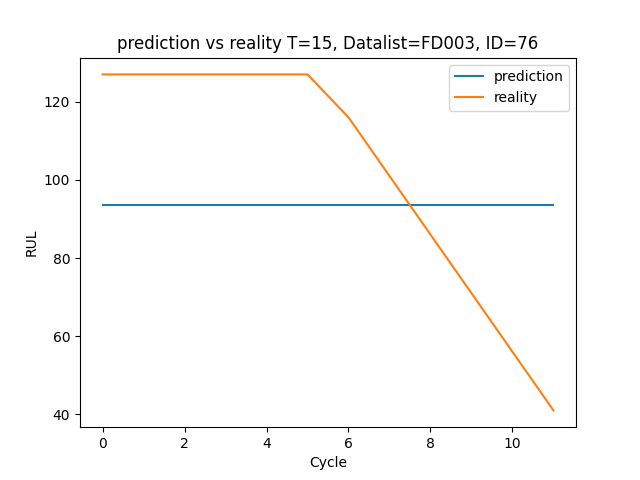 prediction vs reality T=15, Datalist=FD003, ID=76
prediction
reality
120
100
80
60
40
RUL
0 2 4 6 8 10
Cycle